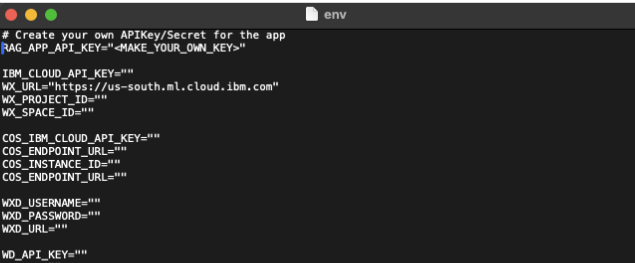 env
# Create your own APIKey/Secret for the app
RAG_APP_API_KEY="<MAKE_YOUR_OWN_KEY>"
IBM_CLOUD_API_KEY=""
WX_URL="https://us-south.ml.cloud.ibm.com"
WX_PROJECT_ID=""
WX_SPACE_ID=""
COS_IBM_CLOUD_API_KEY=""
COS_ENDPOINT_URL=""
COS_INSTANCE_ID=""
COS_ENDPOINT_URL=""
WXD_USERNAME=""
WXD_PASSWORD=""
WXD_URL=""
WD_API_KEY=""